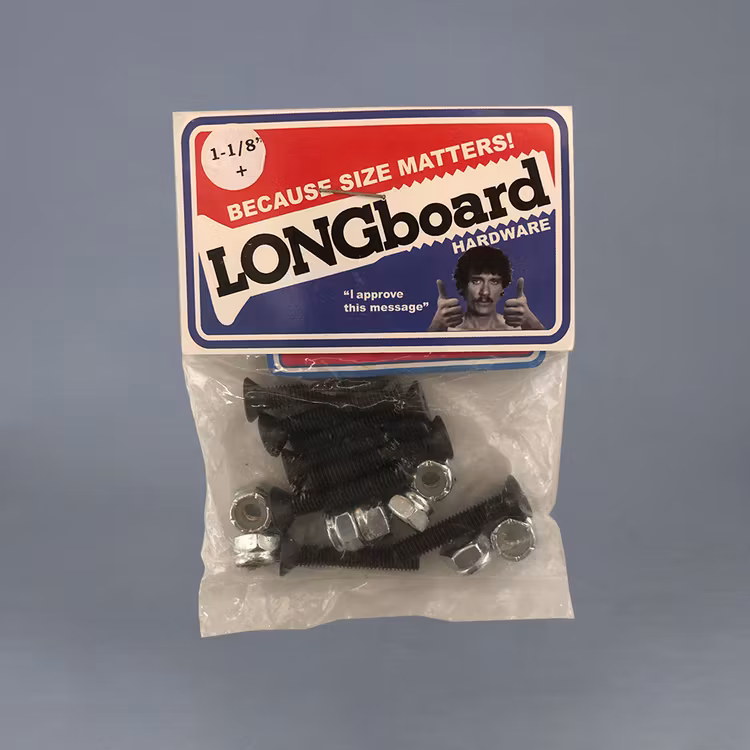 1-1/8"
+
BECAUSE SIZE MATTERS!
LONGboard
HARDWARE
“I approve
this message”